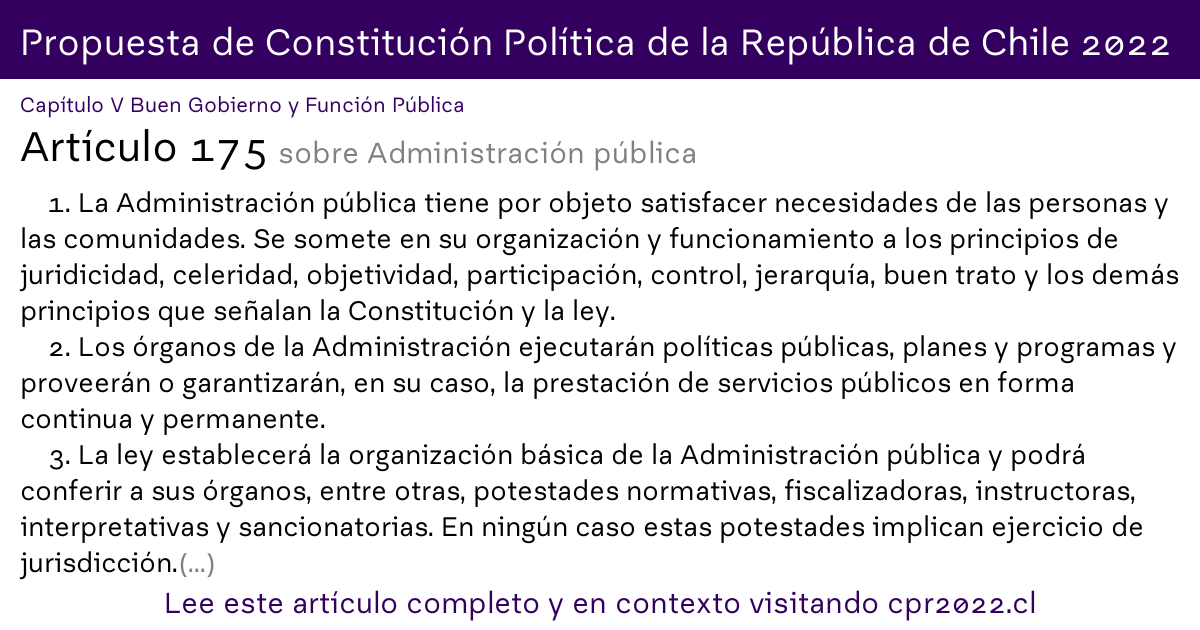 Propuesta de Constitución Política de la República de Chile 2022
Capítulo V Buen Gobierno y Función Pública
Artículo 175 sobre Administración pública
1. La Administración pública tiene por objeto satisfacer necesidades de las personas y
las comunidades. Se somete en su organización y funcionamiento a los principios de
juridicidad, celeridad, objetividad, participación, control, jerarquía, buen trato y los demás
principios que señalan la Constitución y la ley.
2. Los órganos de la Administración ejecutarán políticas públicas, planes y programas y
proveerán o garantizarán, en su caso, la prestación de servicios públicos en forma
continua y permanente.
3. La ley establecerá la organización básica de la Administración pública y podrá
conferir a sus órganos, entre otras, potestades normativas, fiscalizadoras, instructoras,
interpretativas y sancionatorias. En ningún caso estas potestades implican ejercicio de
jurisdicción.(...)
Lee este artículo completo y en contexto visitando cpr2022.cl